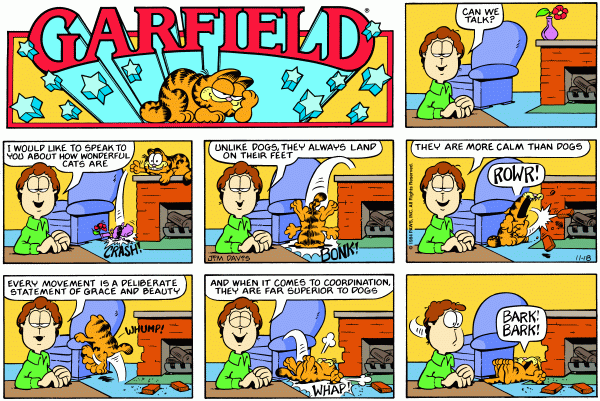 GARFIELD®
CAN WE
TALK?
I WOULD LIKE TO SPEAK TO
YOU ABOUT HOW WONDERFUL
CATS ARE
CRASH!
UNLIKE DOGS, THEY ALWAYS LAND
ON THEIR FEET
BONK!
JIM DAVIS
THEY ARE MORE CALM THAN DOGS
ROWR!
11-18
EVERY MOVEMENT IS A DELIBERATE
STATEMENT OF GRACE AND BEAUTY
WHUMP!
AND WHEN IT COMES TO COORDINATION,
THEY ARE FAR SUPERIOR TO DOGS
WHAP!
BARK!
BARK!